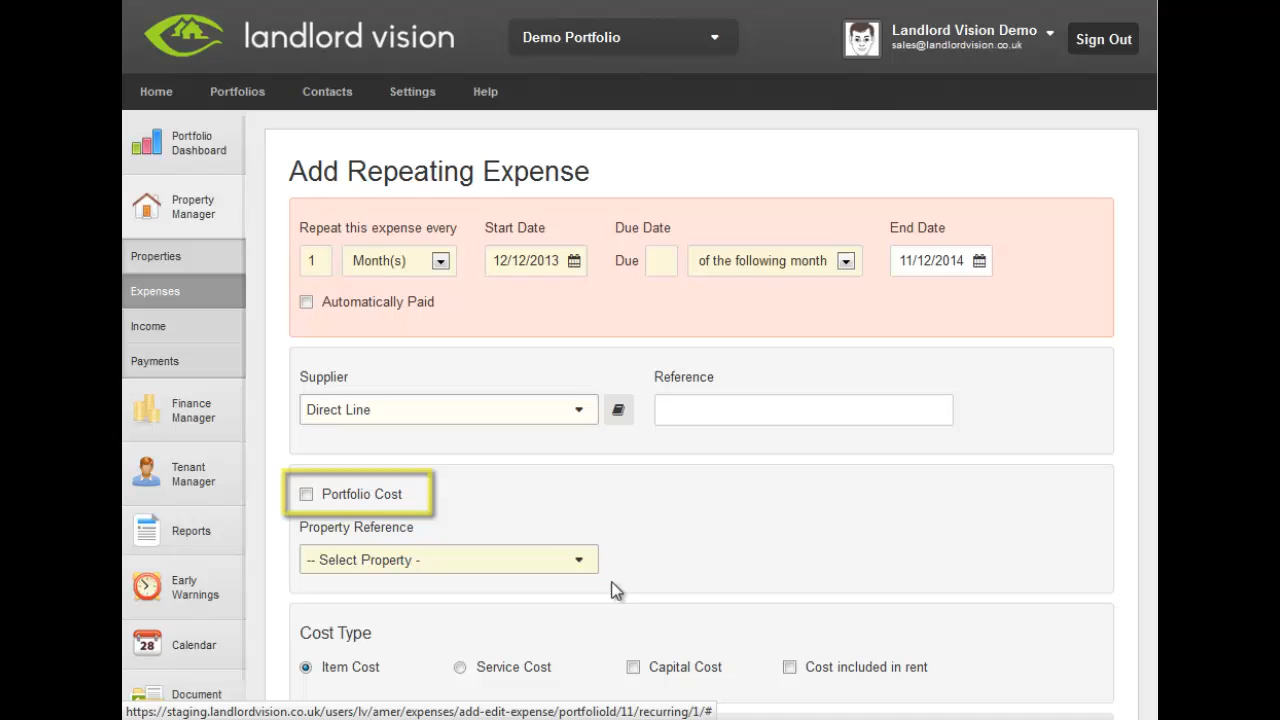 landlord vision
Demo Portfolio
Landlord Vision Demo
sales@landlordvision.co.uk
Sign Out
Home Portfolios Contacts Settings Help
Portfolio
Dashboard
Property
Manager
Properties
Expenses
Income
Payments
Finance
Manager
Tenant
Manager
Reports
Early
Warnings
28
Calendar
Document
Add Repeating Expense
Repeat this expense every Start Date Due Date End Date
1 Month(s) 12/12/2013 Due of the following month 11/12/2014
Automatically Paid
Supplier Reference
Direct Line
Portfolio Cost
Property Reference
-- Select Property -
Cost Type
Item Cost Service Cost Capital Cost Cost included in rent
https://staging.landlordvision.co.uk/users/lv/amer/expenses/add-edit-expense/portfolioId/11/recurring/1/#